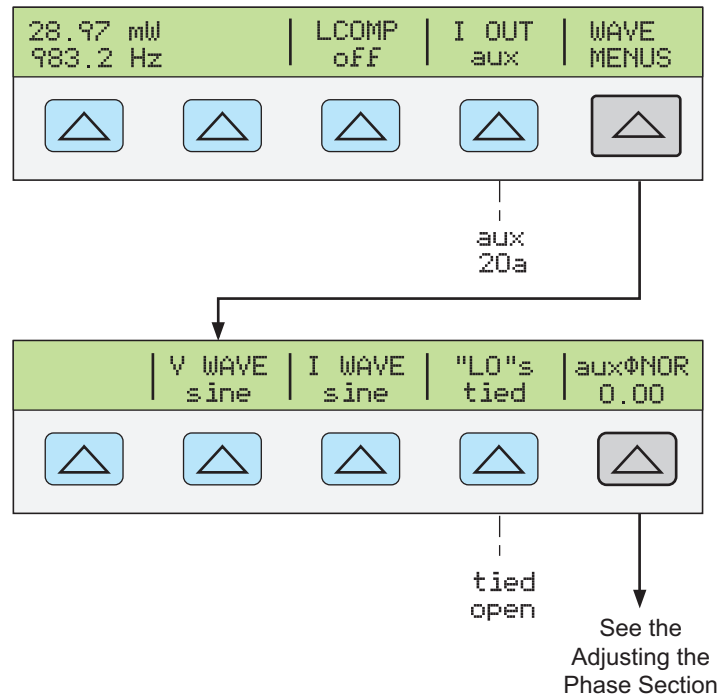 28.97 mW | LCOMP | I OUT | WAVE
983.2 Hz | off | aux | MENUS
aux
20a
| V WAVE | I WAVE | "LO"s | auxΦNOR
| sine | sine | tied | 0.00
tied
open
See the
Adjusting the
Phase Section